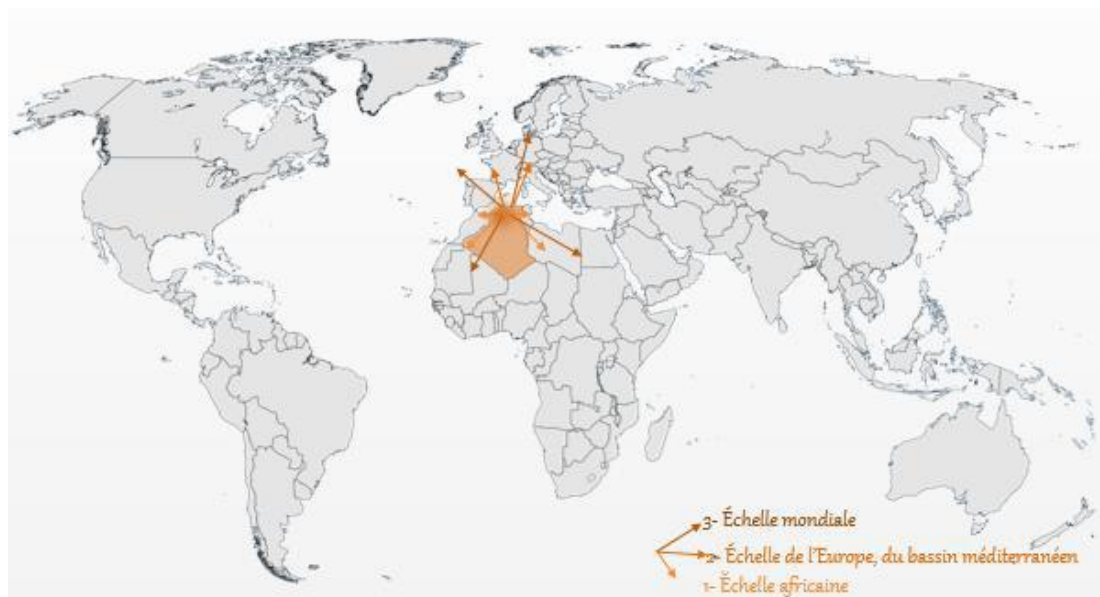 3- Échelle mondiale
2- Échelle de l'Europe, du bassin méditerranéen
1- Échelle africaine